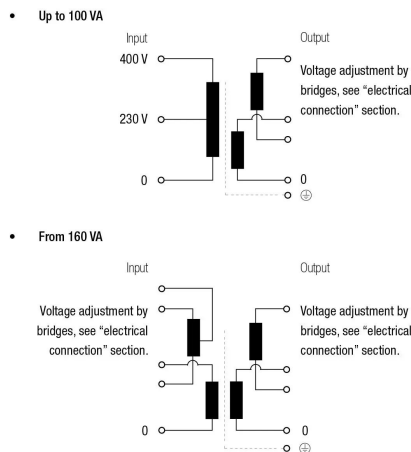 • Up to 100 VA
Input
Output
400 V
Voltage adjustment by
bridges, see “electrical
connection” section.
230 V
0
0
• From 160 VA
Input
Output
Voltage adjustment by
bridges, see “electrical
connection” section.
Voltage adjustment by
bridges, see “electrical
connection” section.
0
0